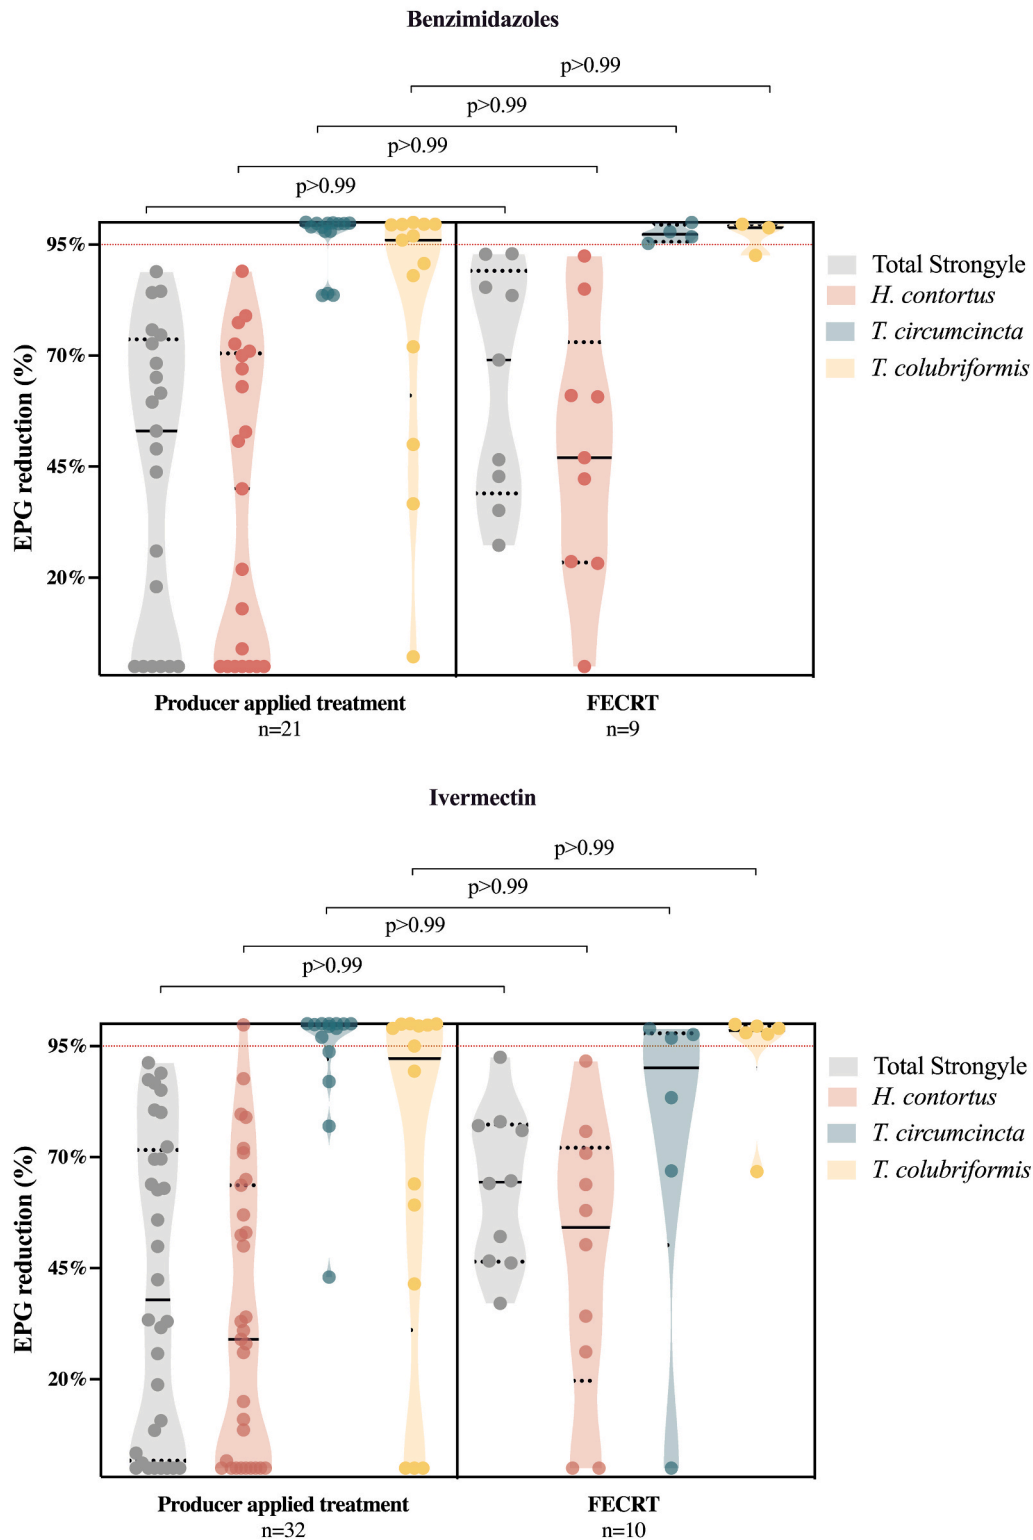 Benzimidazoles
p>0.99
p>0.99
p>0.99
p>0.99
EPG reduction (%)
95%
70%
45%
20%
Total Strongyle
H. contortus
T. circumcincta
T. colubriformis
Producer applied treatment
n=21
FECRT
n=9
Ivermectin
p>0.99
p>0.99
p>0.99
p>0.99
EPG reduction (%)
95%
70%
45%
20%
Total Strongyle
H. contortus
T. circumcincta
T. colubriformis
Producer applied treatment
n=32
FECRT
n=10